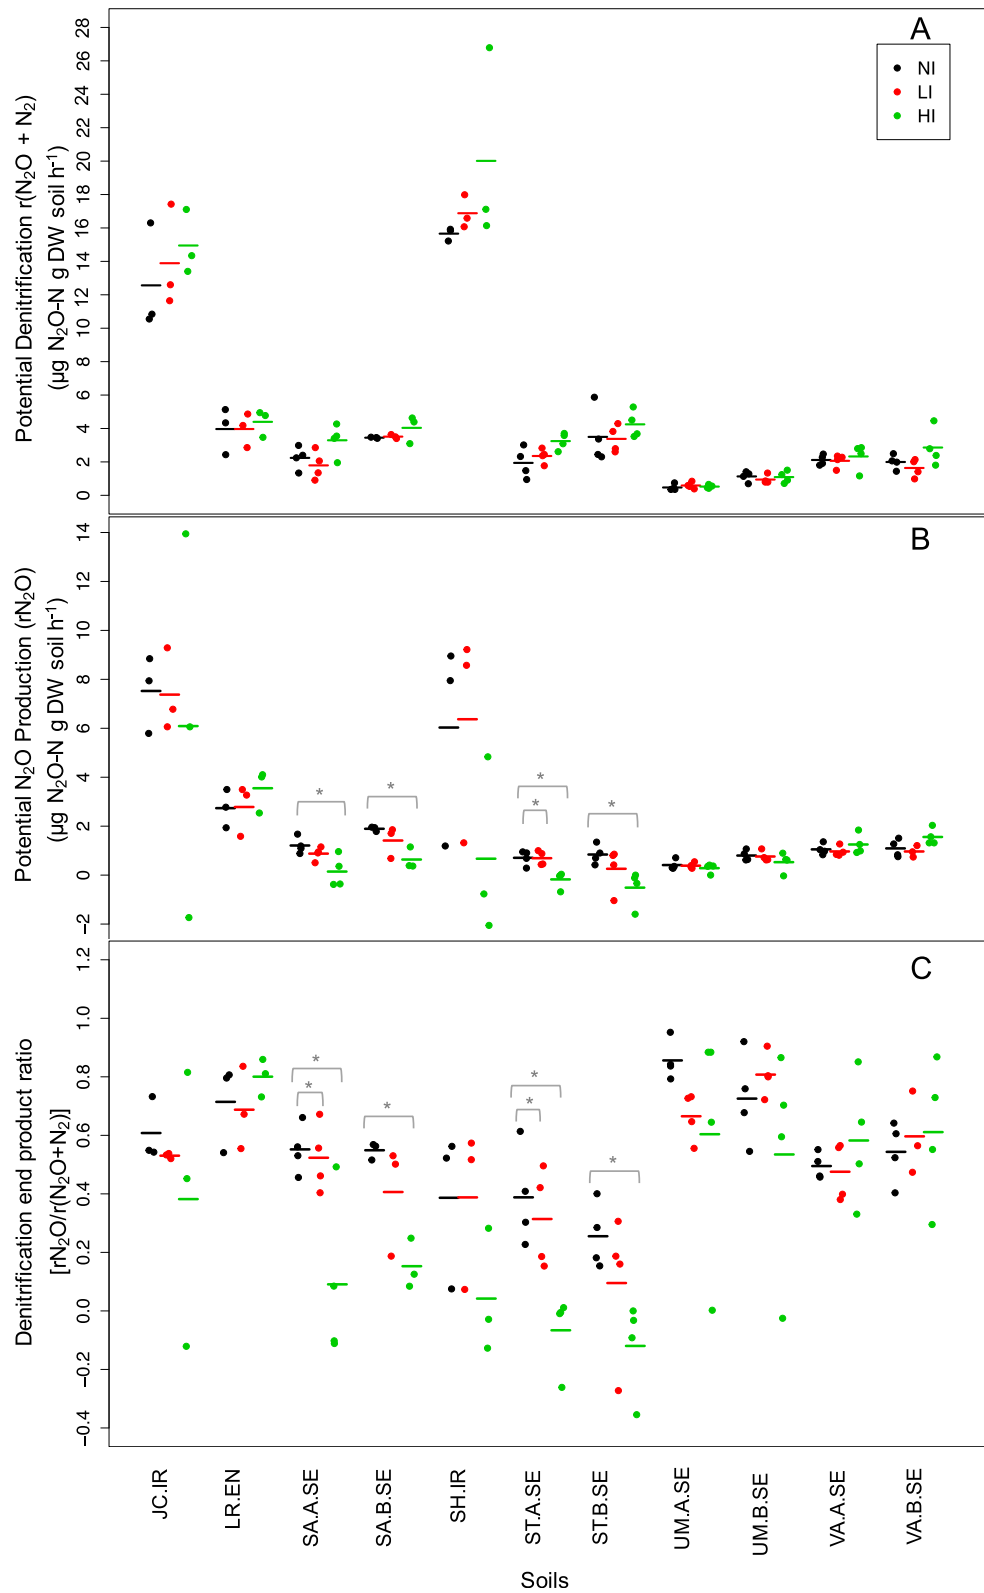 A
NI
LI
HI
Potential Denitrification r(N₂O + N₂)
(µg N₂O-N g DW soil h⁻¹)
28
26
24
22
20
18
16
14
12
10
8
6
4
2
0
B
Potential N₂O Production (rN₂O)
(µg N₂O-N g DW soil h⁻¹)
14
12
10
8
6
4
2
0
−2
*
*
*
*
*
C
Denitrification end product ratio
[rN₂O/r(N₂O+N₂)]
1.2
1.0
0.8
0.6
0.4
0.2
0.0
−0.2
−0.4
*
*
*
*
*
*
JC.IR
LR.EN
SA.A.SE
SA.B.SE
SH.IR
ST.A.SE
ST.B.SE
UM.A.SE
UM.B.SE
VA.A.SE
VA.B.SE
Soils